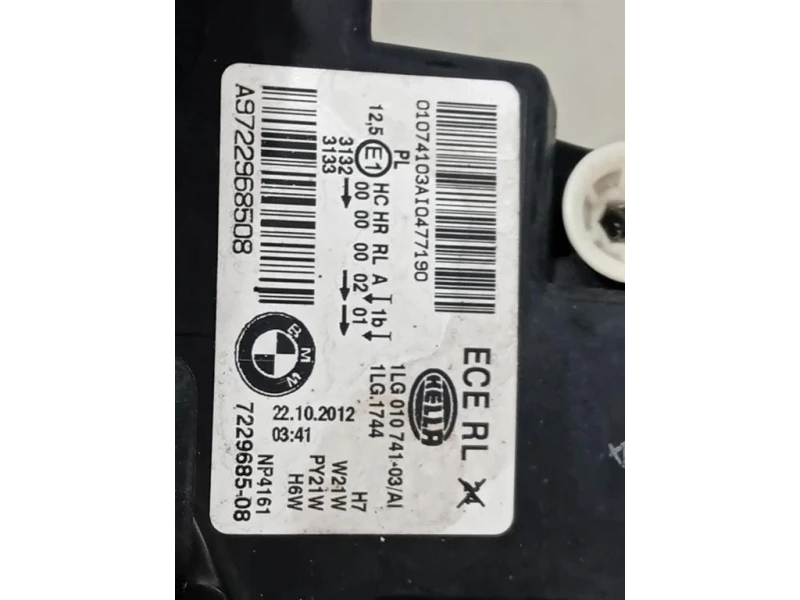 01074103AI0477190
ECE RL
PL
12,5 E1 HC HR RL A 1b
3132 00 00 00 02 01
3133
HELLA
1LG 010 741-03/AI
1LG.1744
BMW
22.10.2012
03:41
H7
W21W
PY21W
H6W
A9722968508
7229685-08
NP4161